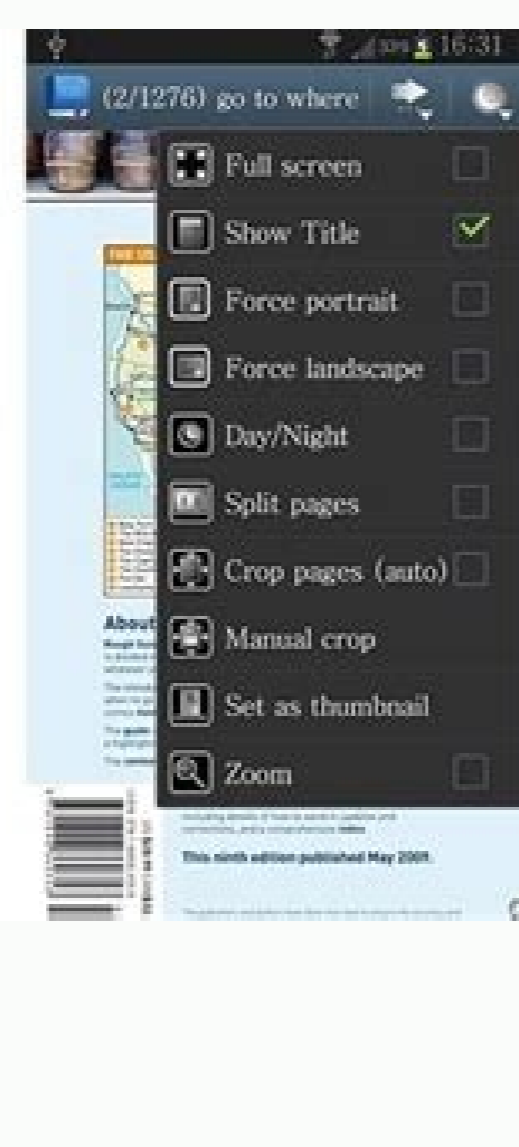 16:31
(2/1276) go to where
Full screen
Show Title
Force portrait
Force landscape
Day/Night
Split pages
Crop pages (auto)
Manual crop
Set as thumbnail
Zoom
About
This ninth edition published May 2009.